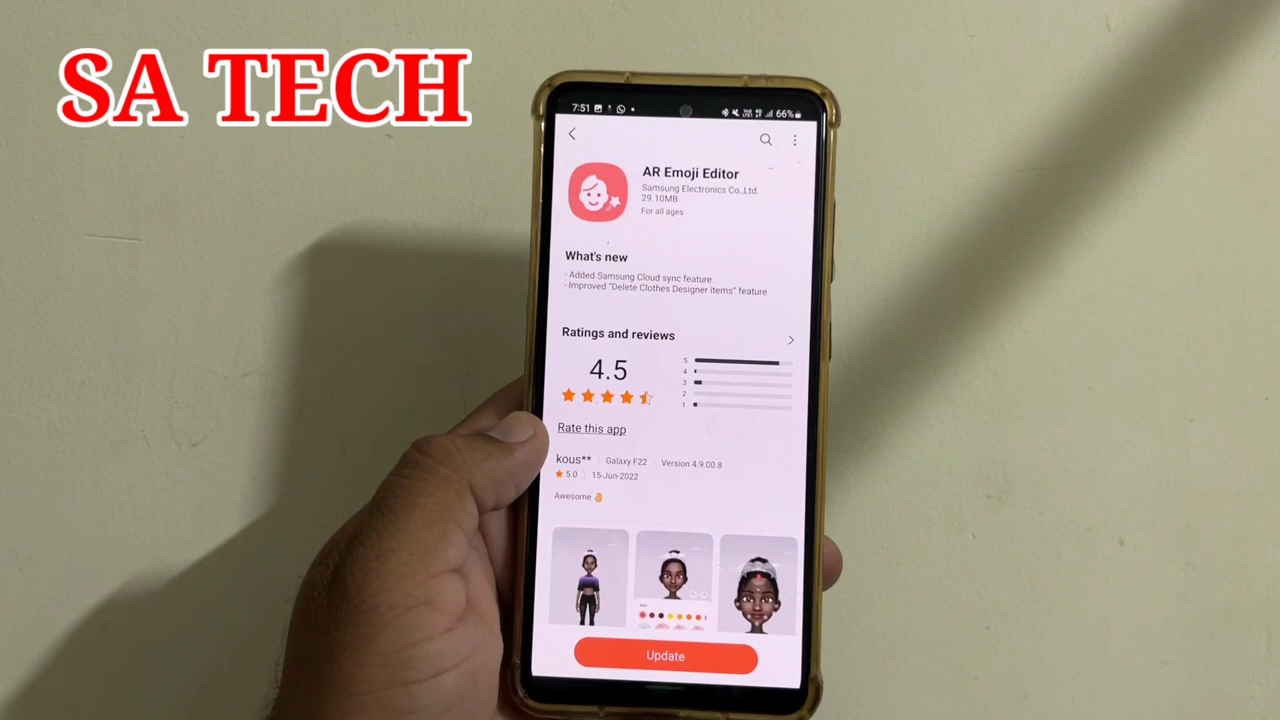 SA TECH
7:51
66%
AR Emoji Editor
Samsung Electronics Co.,Ltd.
29.10MB
For all ages
What's new
- Added Samsung Cloud sync feature
- Improved "Delete Clothes Designer items" feature
Ratings and reviews
4.5
5
4
3
2
1
Rate this app
kous** | Galaxy F22 | Version 4.9.00.8
5.0 | 15-Jun-2022
Awesome 🤚
Update